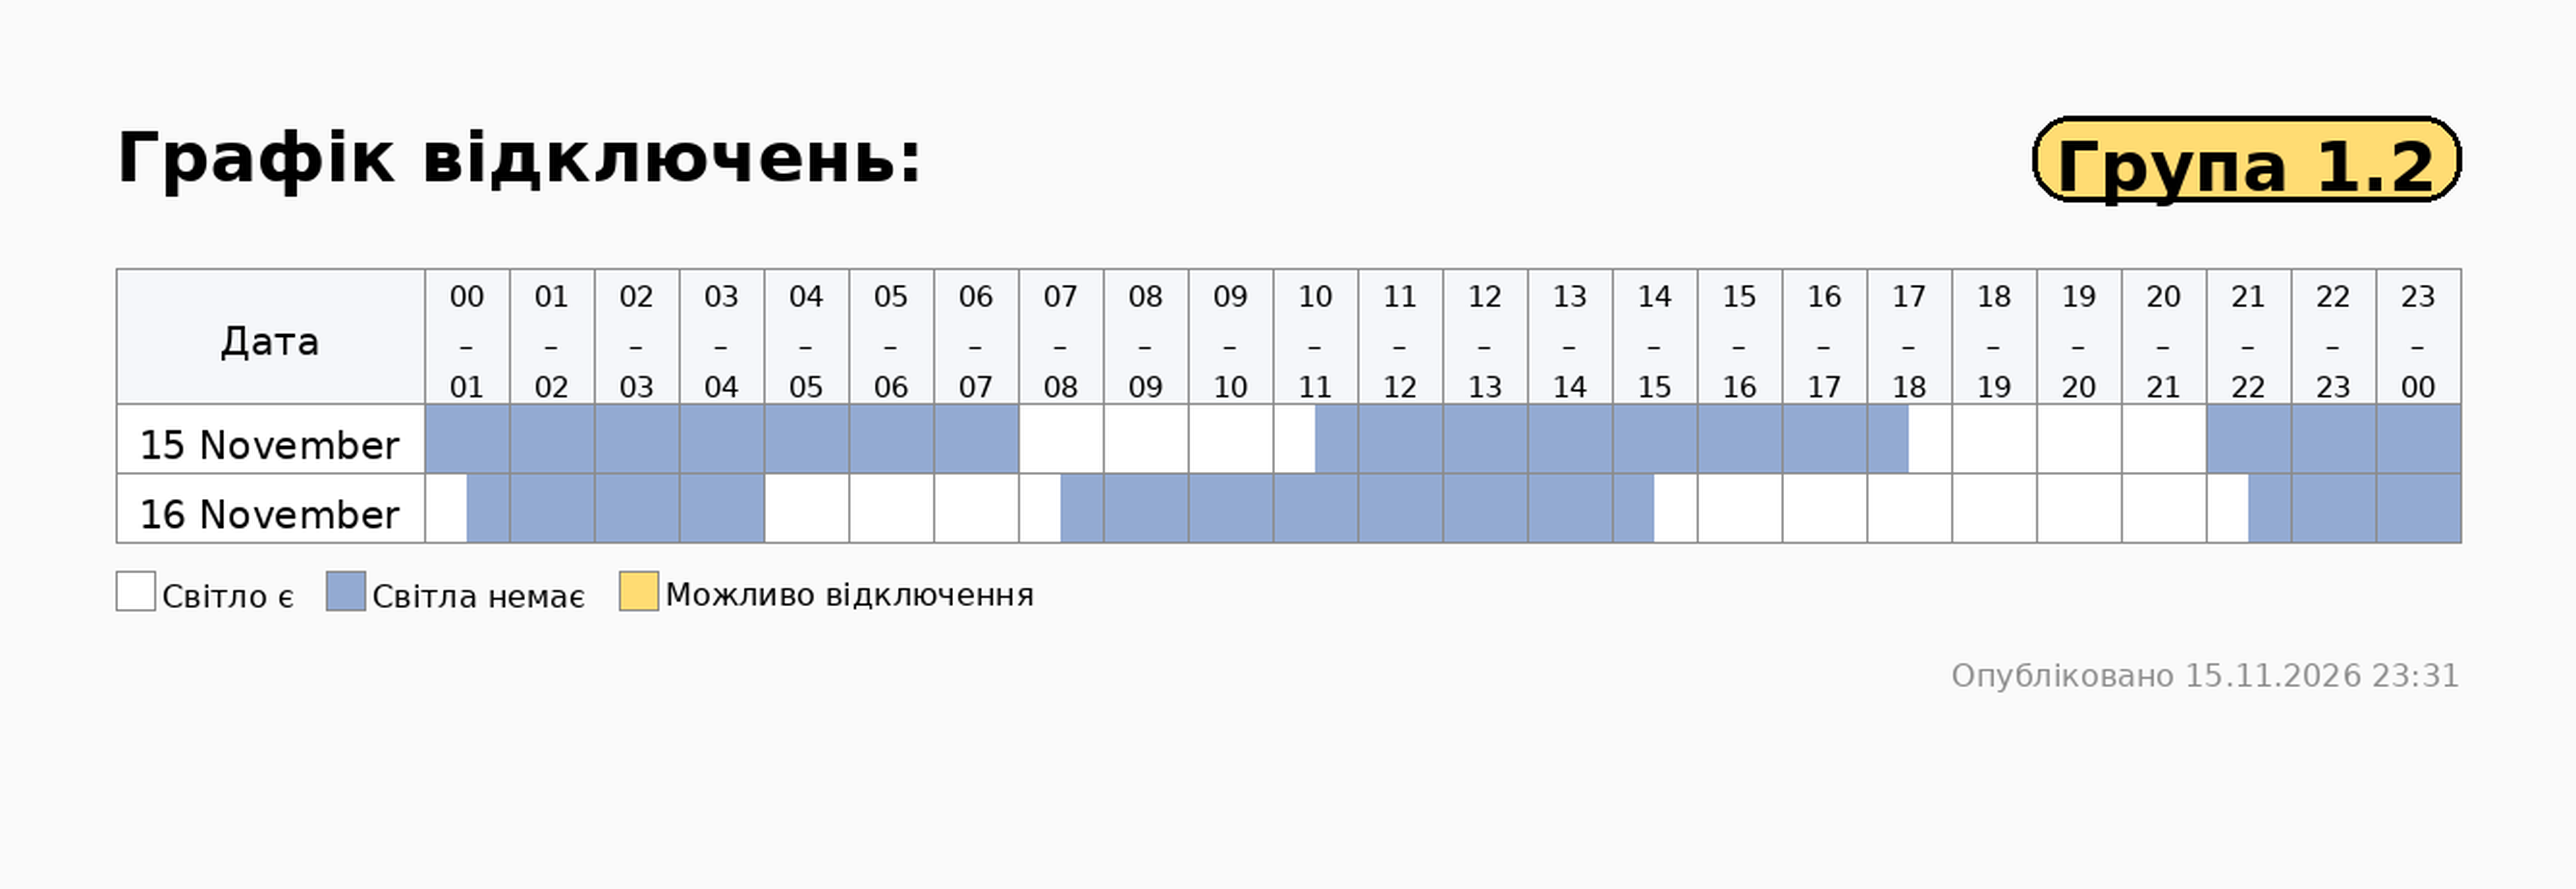 Графік відключень:
Група 1.2
Дата
00 – 01
01 – 02
02 – 03
03 – 04
04 – 05
05 – 06
06 – 07
07 – 08
08 – 09
09 – 10
10 – 11
11 – 12
12 – 13
13 – 14
14 – 15
15 – 16
16 – 17
17 – 18
18 – 19
19 – 20
20 – 21
21 – 22
22 – 23
23 – 00
15 November
16 November
Світло є
Світла немає
Можливо відключення
Опубліковано 15.11.2026 23:31